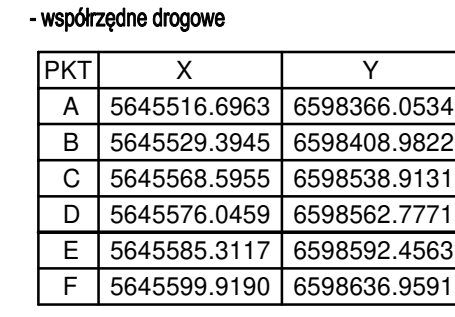 - współrzędne drogowe
PKT X Y
A 5645516.6963 6598366.0534
B 5645529.3945 6598408.9822
C 5645568.5955 6598538.9131
D 5645576.0459 6598562.7771
E 5645585.3117 6598592.4563
F 5645599.9190 6598636.9591